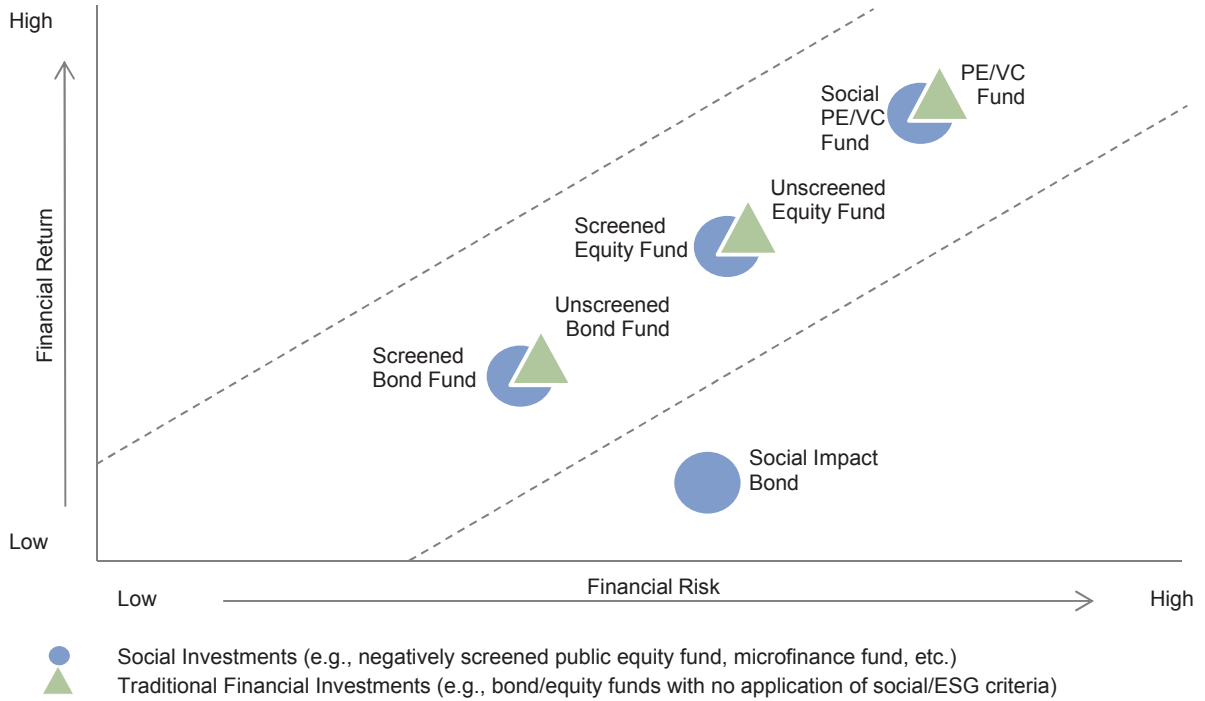 High
PE/VC
Fund
Social
PE/VC
Fund
Unscreened
Equity Fund
Screened
Equity Fund
Unscreened
Bond Fund
Screened
Bond Fund
Social Impact
Bond
Financial Return
Low
Financial Risk
Low
High
Social Investments (e.g., negatively screened public equity fund, microfinance fund, etc.)
Traditional Financial Investments (e.g., bond/equity funds with no application of social/ESG criteria)